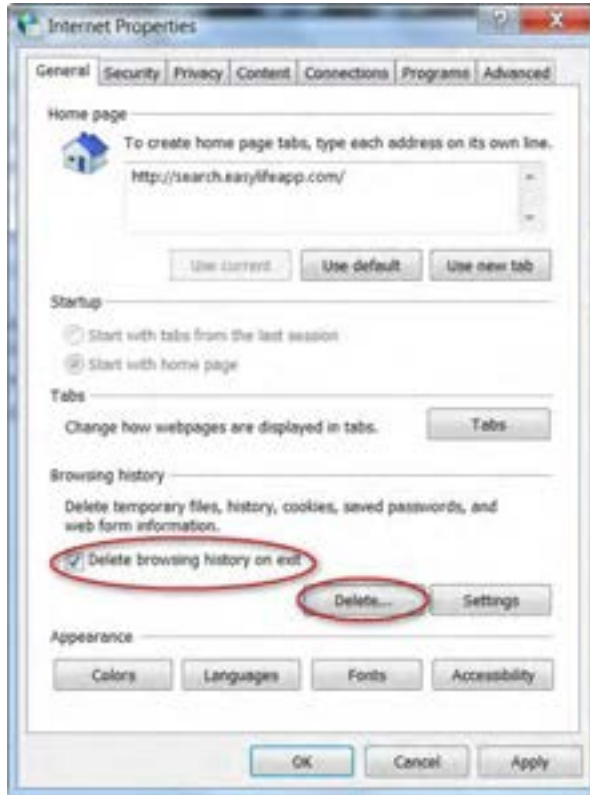 Internet Properties
General Security Privacy Content Connections Programs Advanced
Home page
To create home page tabs, type each address on its own line.
http://search.easylifeapp.com/
Use current Use default Use new tab
Startup
Start with tabs from the last session
Start with home page
Tabs
Change how webpages are displayed in tabs. Tabs
Browsing history
Delete temporary files, history, cookies, saved passwords, and
web form information.
Delete browsing history on exit
Delete... Settings
Appearance
Colors Languages Fonts Accessibility
OK Cancel Apply